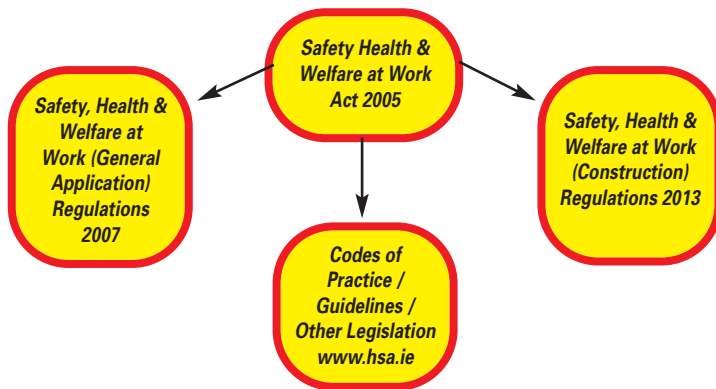 Safety Health &
Welfare at Work
Act 2005
Safety, Health &
Welfare at
Work (General
Application)
Regulations
2007
Safety, Health &
Welfare at Work
(Construction)
Regulations 2013
Codes of
Practice /
Guidelines /
Other Legislation
www.hsa.ie